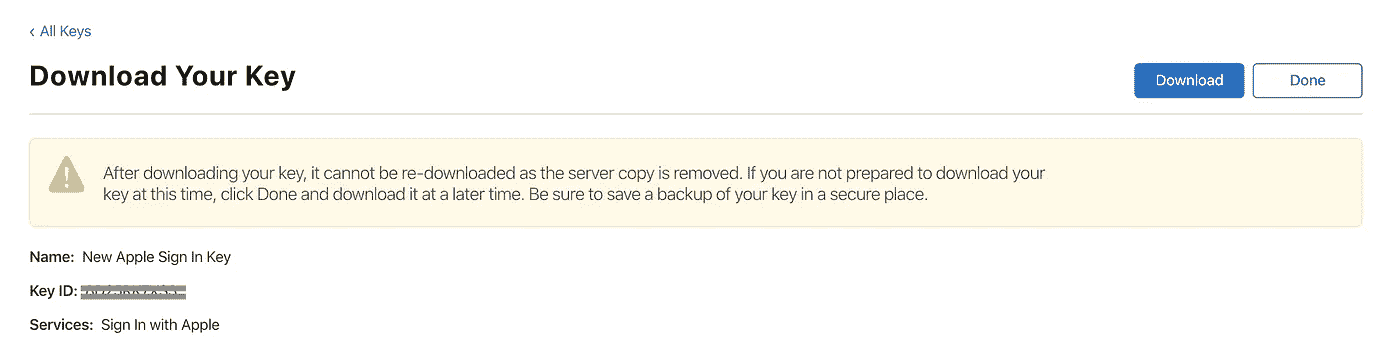 ‹ All Keys
Download Your Key
Download
Done
After downloading your key, it cannot be re-downloaded as the server copy is removed. If you are not prepared to download your
key at this time, click Done and download it at a later time. Be sure to save a backup of your key in a secure place.
Name: New Apple Sign In Key
Key ID:
Services: Sign In with Apple